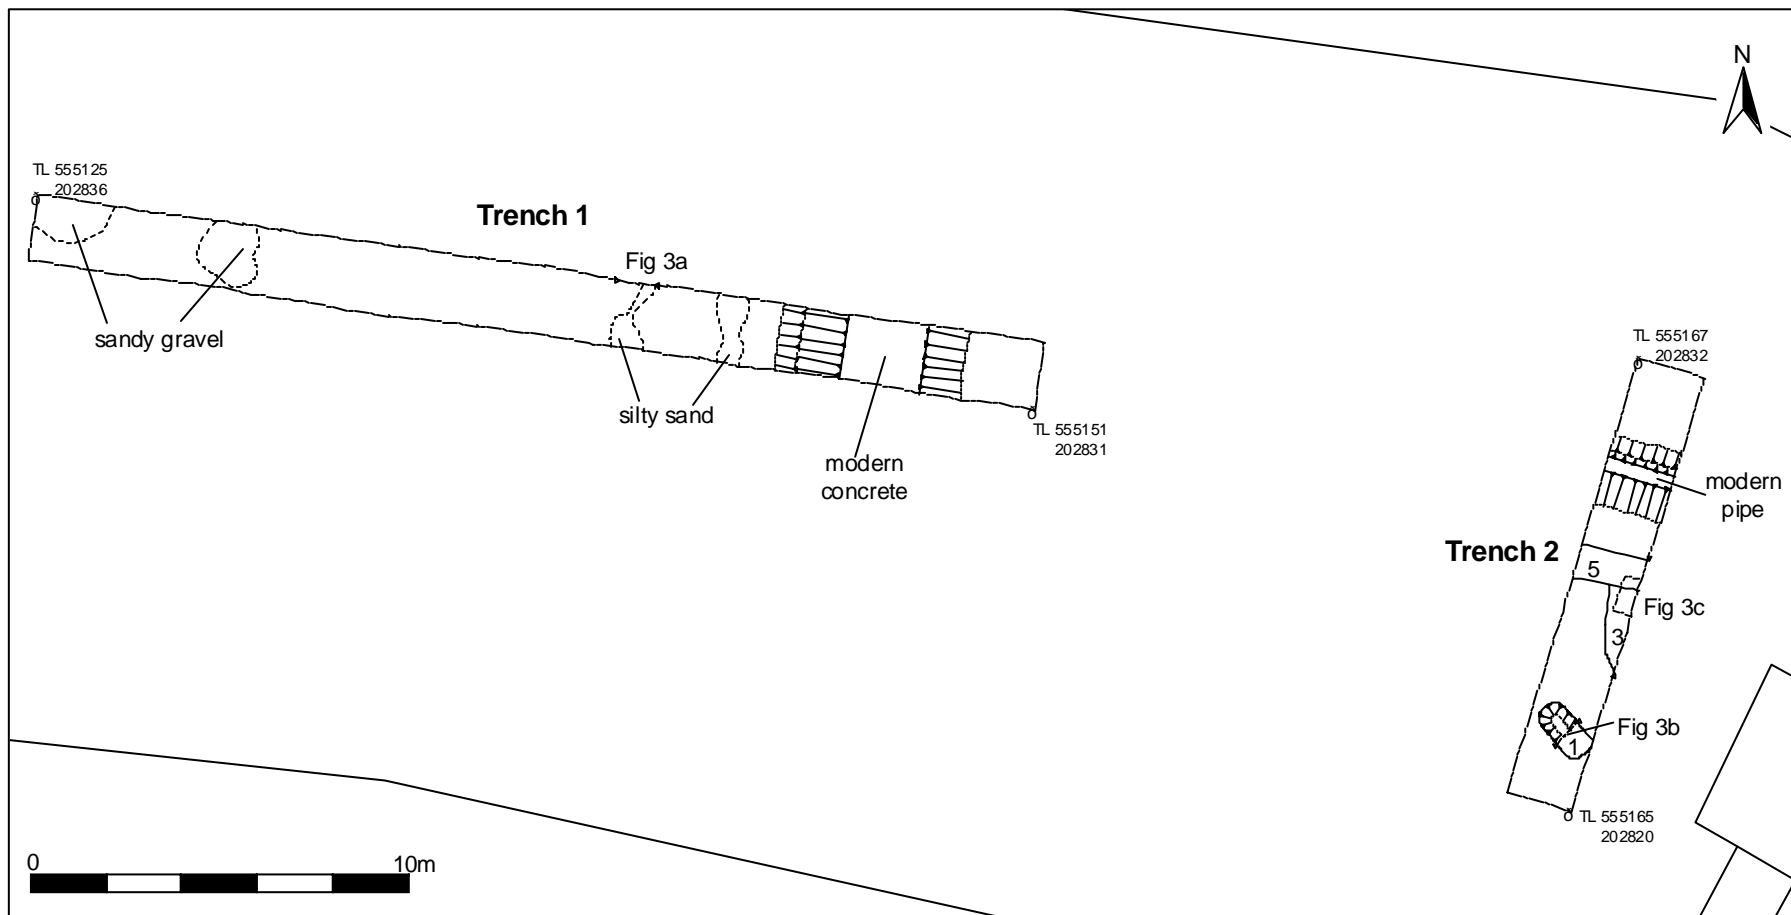 N
TL 555125
202836
Trench 1
Fig 3a
sandy gravel
silty sand
modern
concrete
TL 555151
202831
TL 555167
202832
modern
pipe
Trench 2
5
Fig 3c
3
Fig 3b
1
TL 555165
202820
0
10m